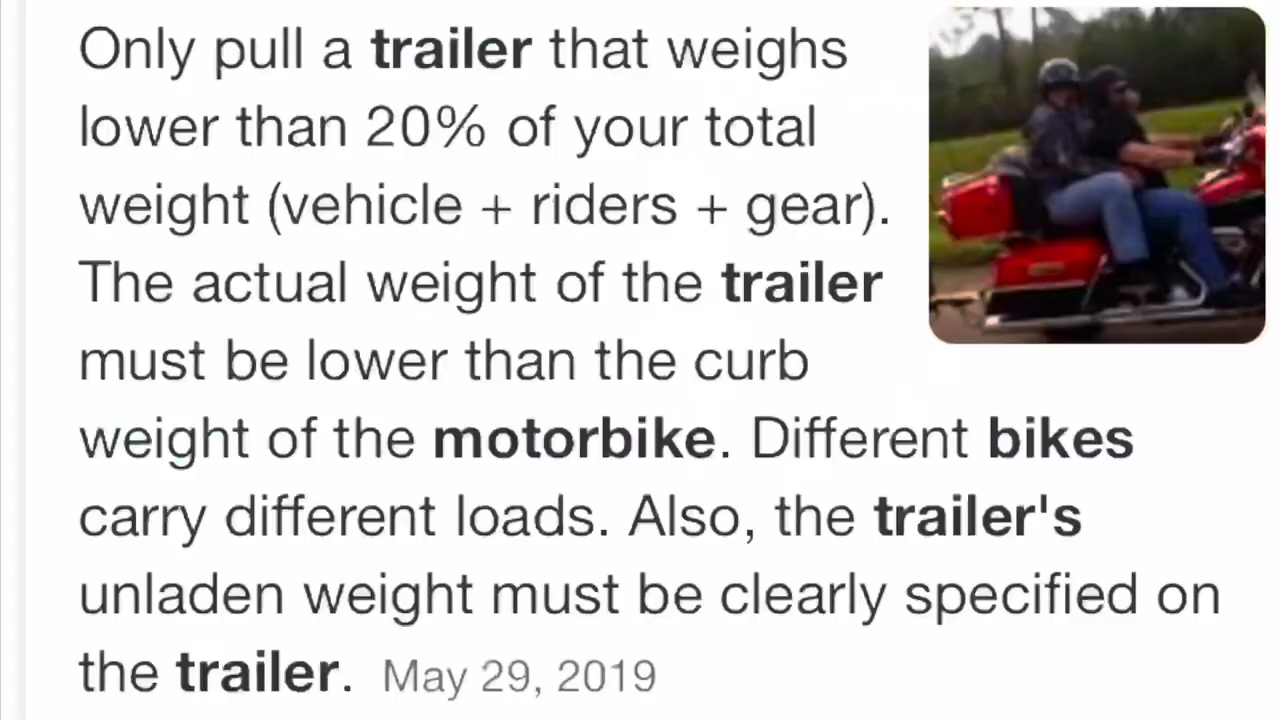 Only pull a trailer that weighs
lower than 20% of your total
weight (vehicle + riders + gear).
The actual weight of the trailer
must be lower than the curb
weight of the motorbike. Different bikes
carry different loads. Also, the trailer's
unladen weight must be clearly specified on
the trailer. May 29, 2019